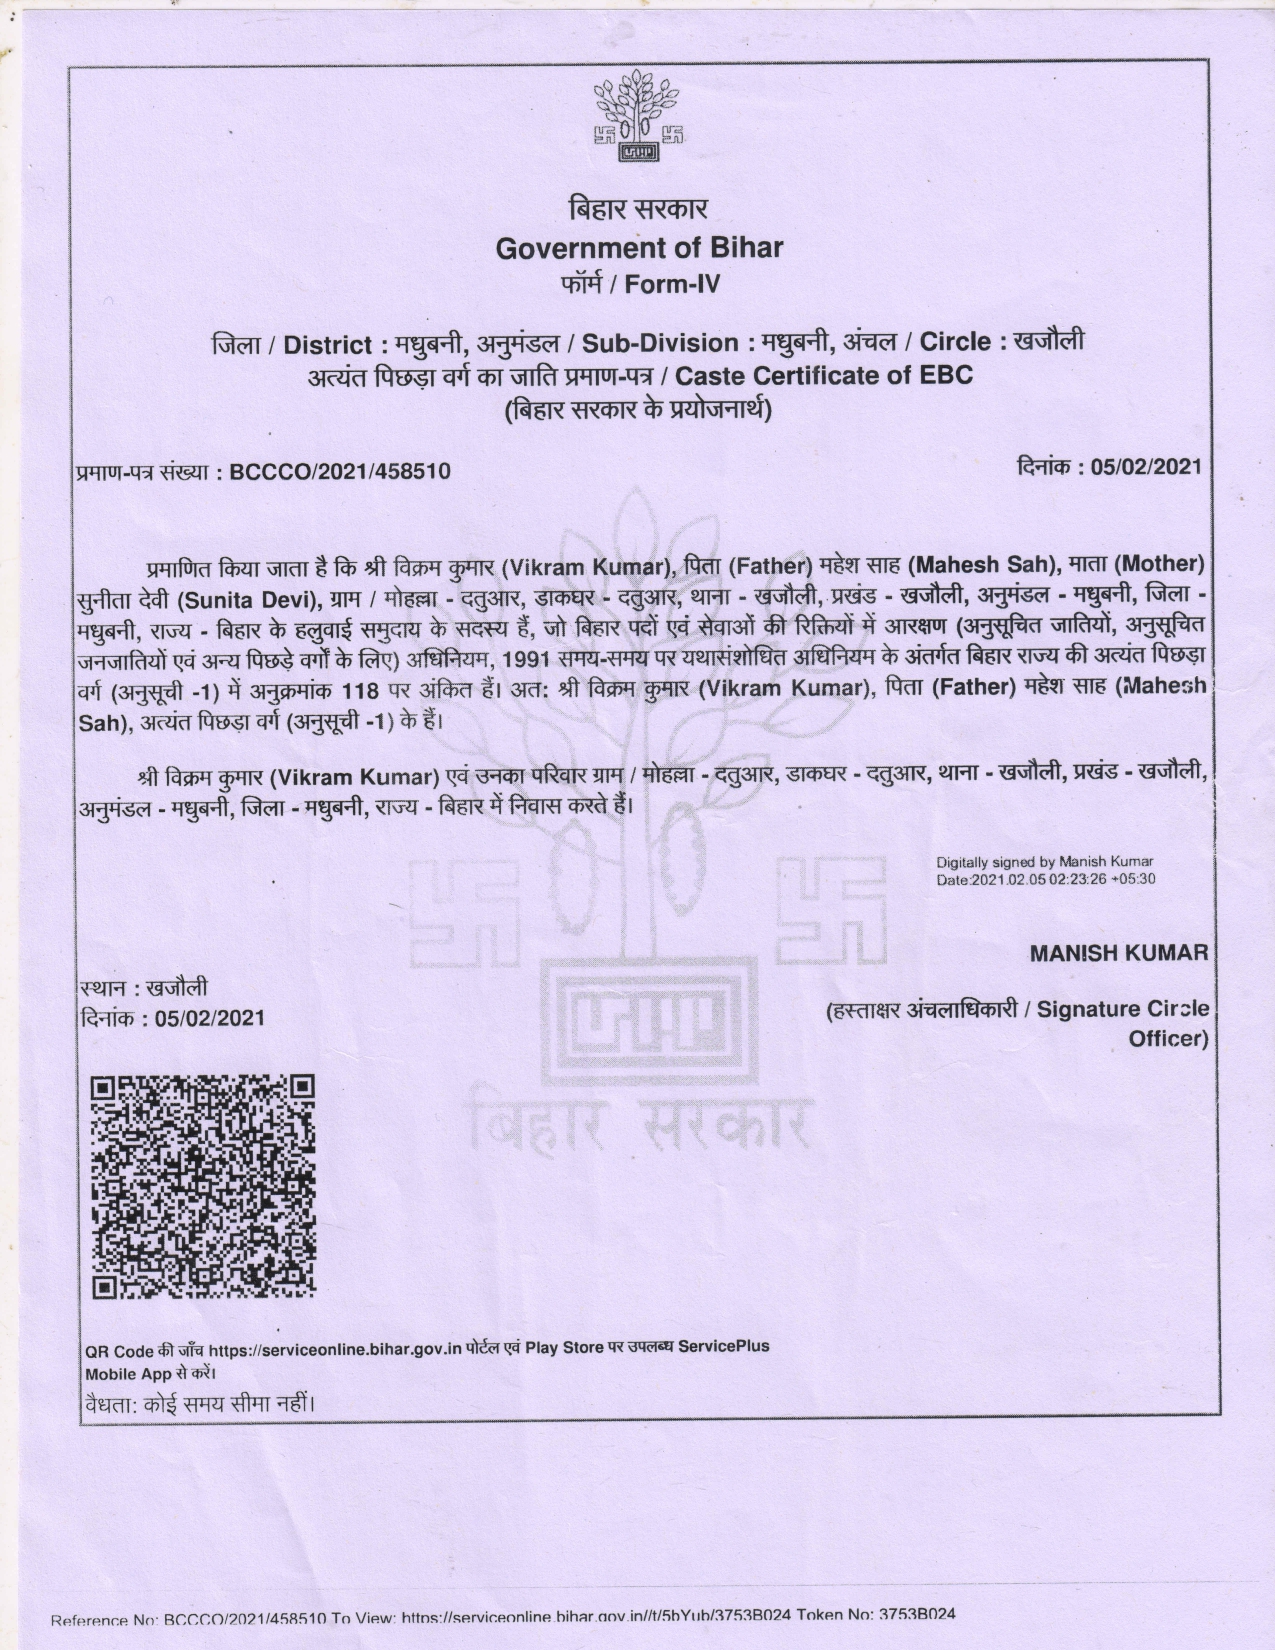 बिहार सरकार
Government of Bihar
फॉर्म / Form-IV
जिला / District : मधुबनी, अनुमंडल / Sub-Division : मधुबनी, अंचल / Circle : खजौली
अत्यंत पिछड़ा वर्ग का जाति प्रमाण-पत्र / Caste Certificate of EBC
(बिहार सरकार के प्रयोजनार्थ)
प्रमाण-पत्र संख्या : BCCCO/2021/458510
दिनांक : 05/02/2021
प्रमाणित किया जाता है कि श्री विक्रम कुमार (Vikram Kumar), पिता (Father) महेश साह (Mahesh Sah), माता (Mother)
सुनीता देवी (Sunita Devi), ग्राम / मोहल्ला - दतुआर, डाकघर - दतुआर, थाना - खजौली, प्रखंड - खजौली, अनुमंडल - मधुबनी, जिला -
मधुबनी, राज्य - बिहार के हलुवाई समुदाय के सदस्य हैं, जो बिहार पदों एवं सेवाओं की रिक्तियों में आरक्षण (अनुसूचित जातियों, अनुसूचित
जनजातियों एवं अन्य पिछड़े वर्गों के लिए) अधिनियम, 1991 समय-समय पर यथासंशोधित अधिनियम के अंतर्गत बिहार राज्य की अत्यंत पिछड़ा
वर्ग (अनुसूची -1) में अनुक्रमांक 118 पर अंकित हैं। अत: श्री विक्रम कुमार (Vikram Kumar), पिता (Father) महेश साह (Mahesh
Sah), अत्यंत पिछड़ा वर्ग (अनुसूची -1) के हैं।
श्री विक्रम कुमार (Vikram Kumar) एवं उनका परिवार ग्राम / मोहल्ला - दतुआर, डाकघर - दतुआर, थाना - खजौली, प्रखंड - खजौली,
अनुमंडल - मधुबनी, जिला - मधुबनी, राज्य - बिहार में निवास करते हैं।
Digitally signed by Manish Kumar
Date:2021.02.05 02:23:26 +05:30
MANISH KUMAR
स्थान : खजौली
दिनांक : 05/02/2021
(हस्ताक्षर अंचलाधिकारी / Signature Circle
Officer)
बिहार सरकार
QR Code की जाँच https://serviceonline.bihar.gov.in पोर्टल एवं Play Store पर उपलब्ध ServicePlus
Mobile App से करें।
वैधता: कोई समय सीमा नहीं।
Reference No: BCCCO/2021/458510 To View: https://serviceonline.bihar.gov.in//t/5bYub/3753B024 Token No: 3753B024